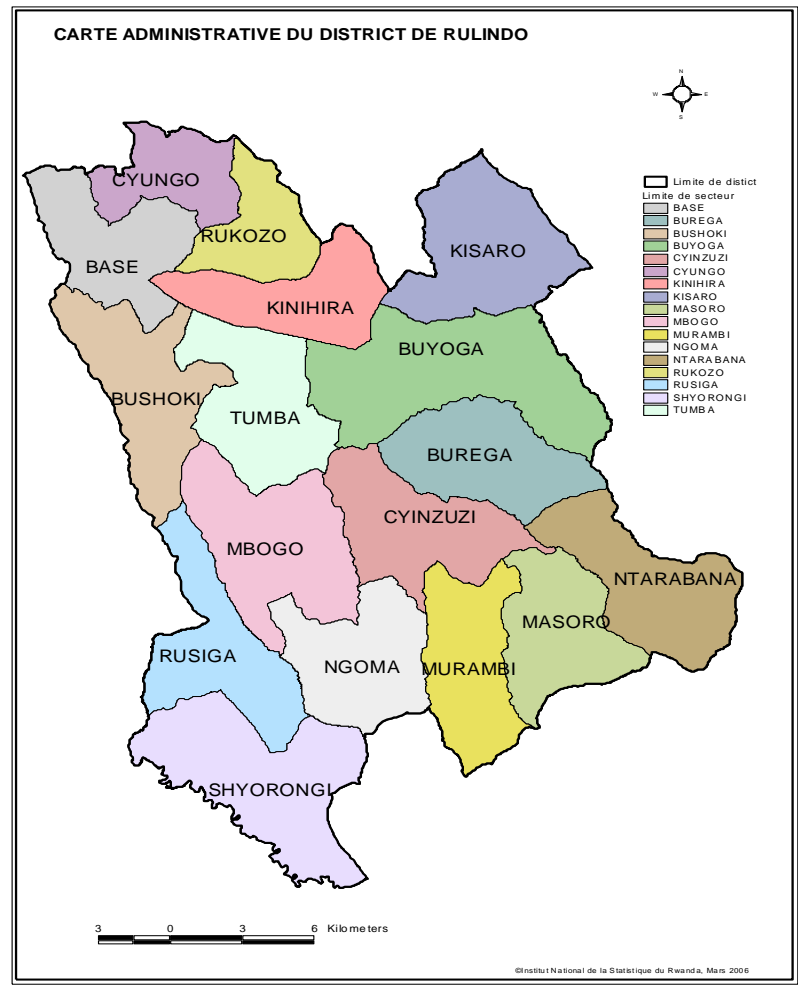 CARTE ADMINISTRATIVE DU DISTRICT DE RULINDO
N
W E
S
Limite de distict
Limite de secteur
BASE
BUREGA
BUSHOKI
BUYOGA
CYINZUZI
CYUNGO
KINIHIRA
KISARO
MASORO
MBOGO
MURAMBI
NGOMA
NTARABANA
RUKOZO
RUSIGA
SHYORONGI
TUMBA
CYUNGO
RUKOZO
KISARO
BASE
KINIHIRA
BUYOGA
BUSHOKI
TUMBA
BUREGA
CYINZUZI
MBOGO
NTARABANA
MASORO
RUSIGA
NGOMA
MURAMBI
SHYORONGI
3 0 3 6 Kilometers
©Institut National de la Statistique du Rwanda, Mars 2006